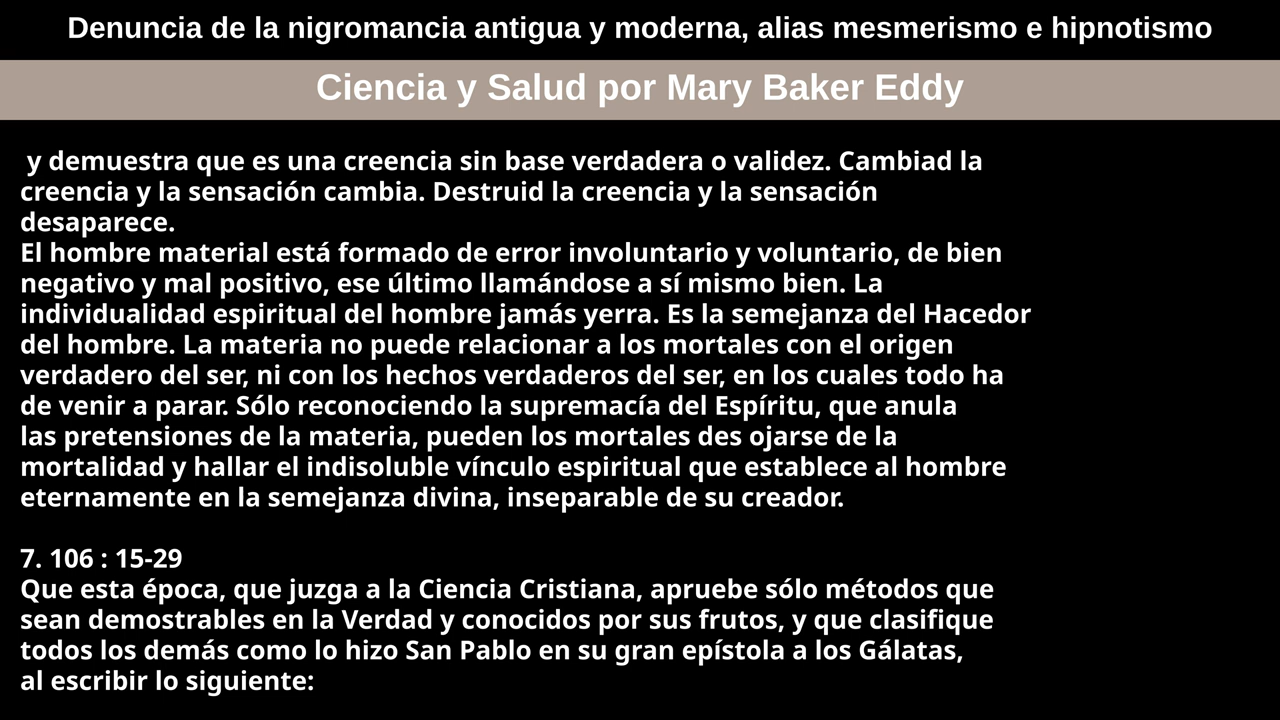 Denuncia de la nigromancia antigua y moderna, alias mesmerismo e hipnotismo
Ciencia y Salud por Mary Baker Eddy
y demuestra que es una creencia sin base verdadera o validez. Cambiad la
creencia y la sensación cambia. Destruid la creencia y la sensación
desaparece.
El hombre material está formado de error involuntario y voluntario, de bien
negativo y mal positivo, ese último llamándose a sí mismo bien. La
individualidad espiritual del hombre jamás yerra. Es la semejanza del Hacedor
del hombre. La materia no puede relacionar a los mortales con el origen
verdadero del ser, ni con los hechos verdaderos del ser, en los cuales todo ha
de venir a parar. Sólo reconociendo la supremacía del Espíritu, que anula
las pretensiones de la materia, pueden los mortales des ojarse de la
mortalidad y hallar el indisoluble vínculo espiritual que establece al hombre
eternamente en la semejanza divina, inseparable de su creador.
7. 106 : 15-29
Que esta época, que juzga a la Ciencia Cristiana, apruebe sólo métodos que
sean demostrables en la Verdad y conocidos por sus frutos, y que clasifique
todos los demás como lo hizo San Pablo en su gran epístola a los Gálatas,
al escribir lo siguiente: